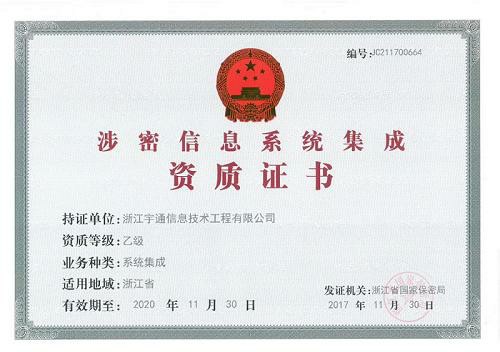 编号:JC211700664
涉密信息系统集成
资质证书
持证单位:浙江宇通信息技术工程有限公司
资质等级:乙级
业务种类:系统集成
适用地域:浙江省
有效期至: 2020 年 11 月 30 日
发证机关:浙江省国家保密局
2017 年 11 月 30 日